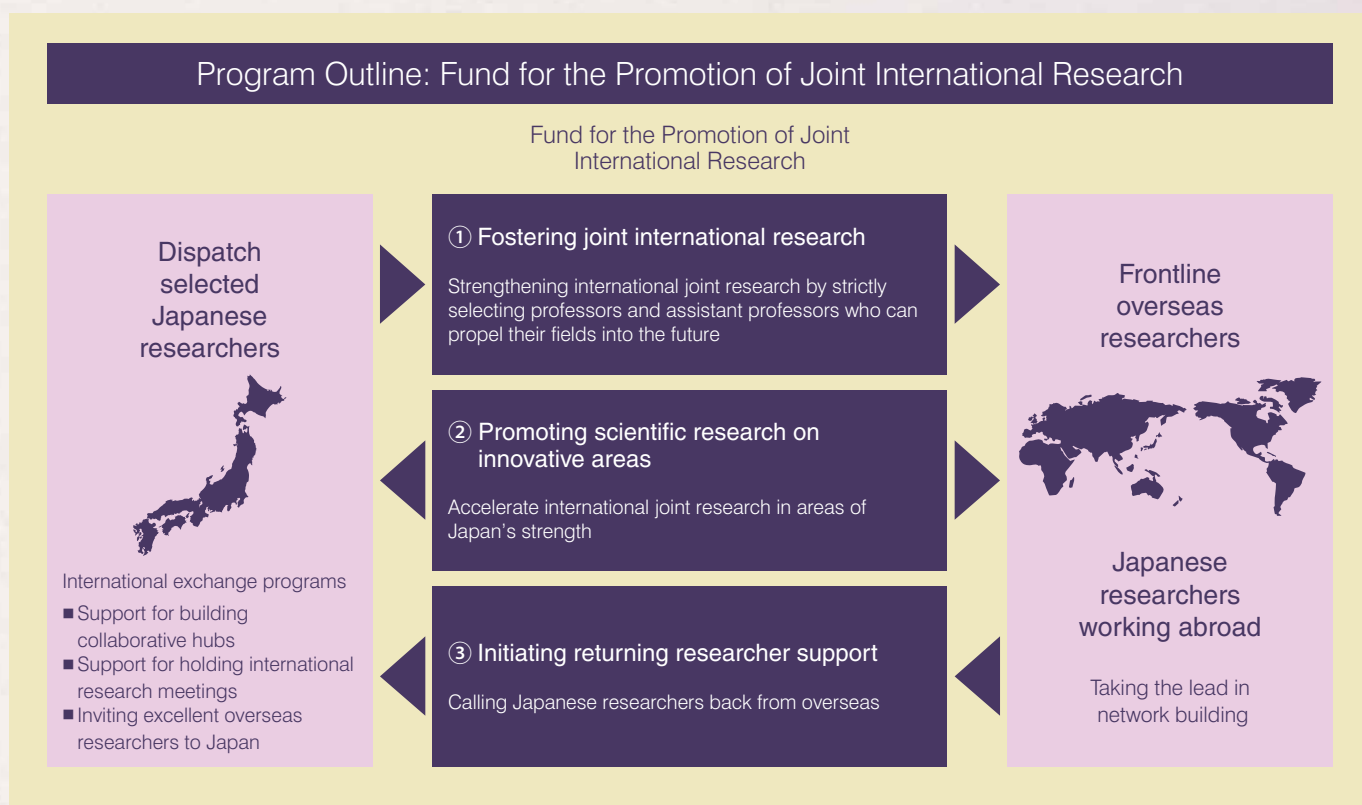 Program Outline: Fund for the Promotion of Joint International Research
Fund for the Promotion of Joint
International Research
Dispatch
selected
Japanese
researchers
International exchange programs
■ Support for building
collaborative hubs
■ Support for holding international
research meetings
■ Inviting excellent overseas
researchers to Japan
① Fostering joint international research
Strengthening international joint research by strictly
selecting professors and assistant professors who can
propel their fields into the future
② Promoting scientific research on
innovative areas
Accelerate international joint research in areas of
Japan's strength
③ Initiating returning researcher support
Calling Japanese researchers back from overseas
Frontline
overseas
researchers
Japanese
researchers
working abroad
Taking the lead in
network building